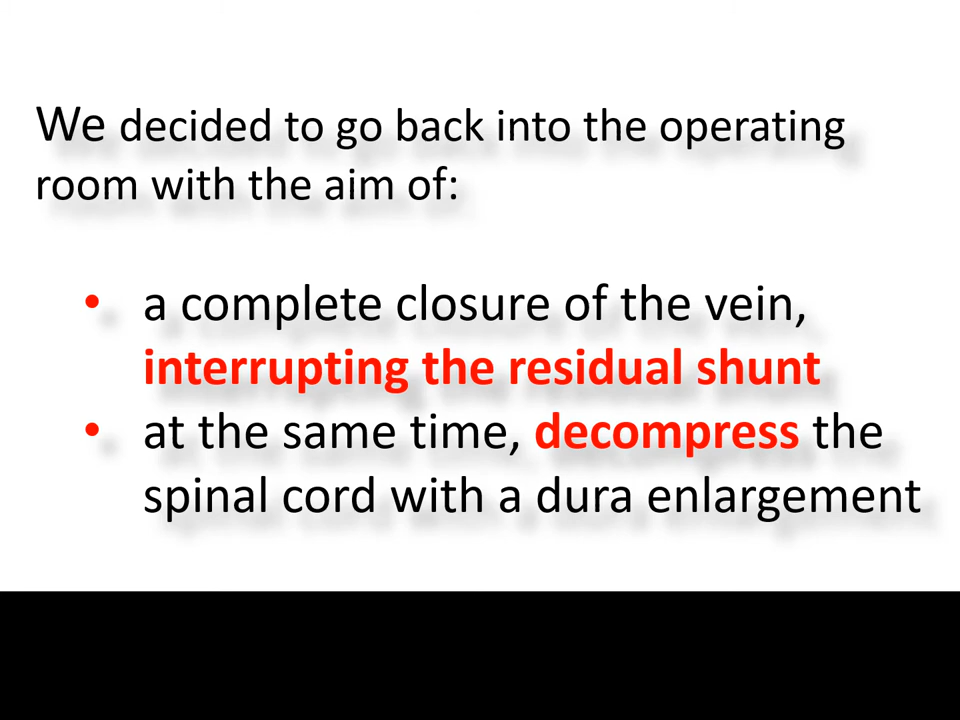 We decided to go back into the operating
room with the aim of:
• a complete closure of the vein,
interrupting the residual shunt
• at the same time, decompress the
spinal cord with a dura enlargement